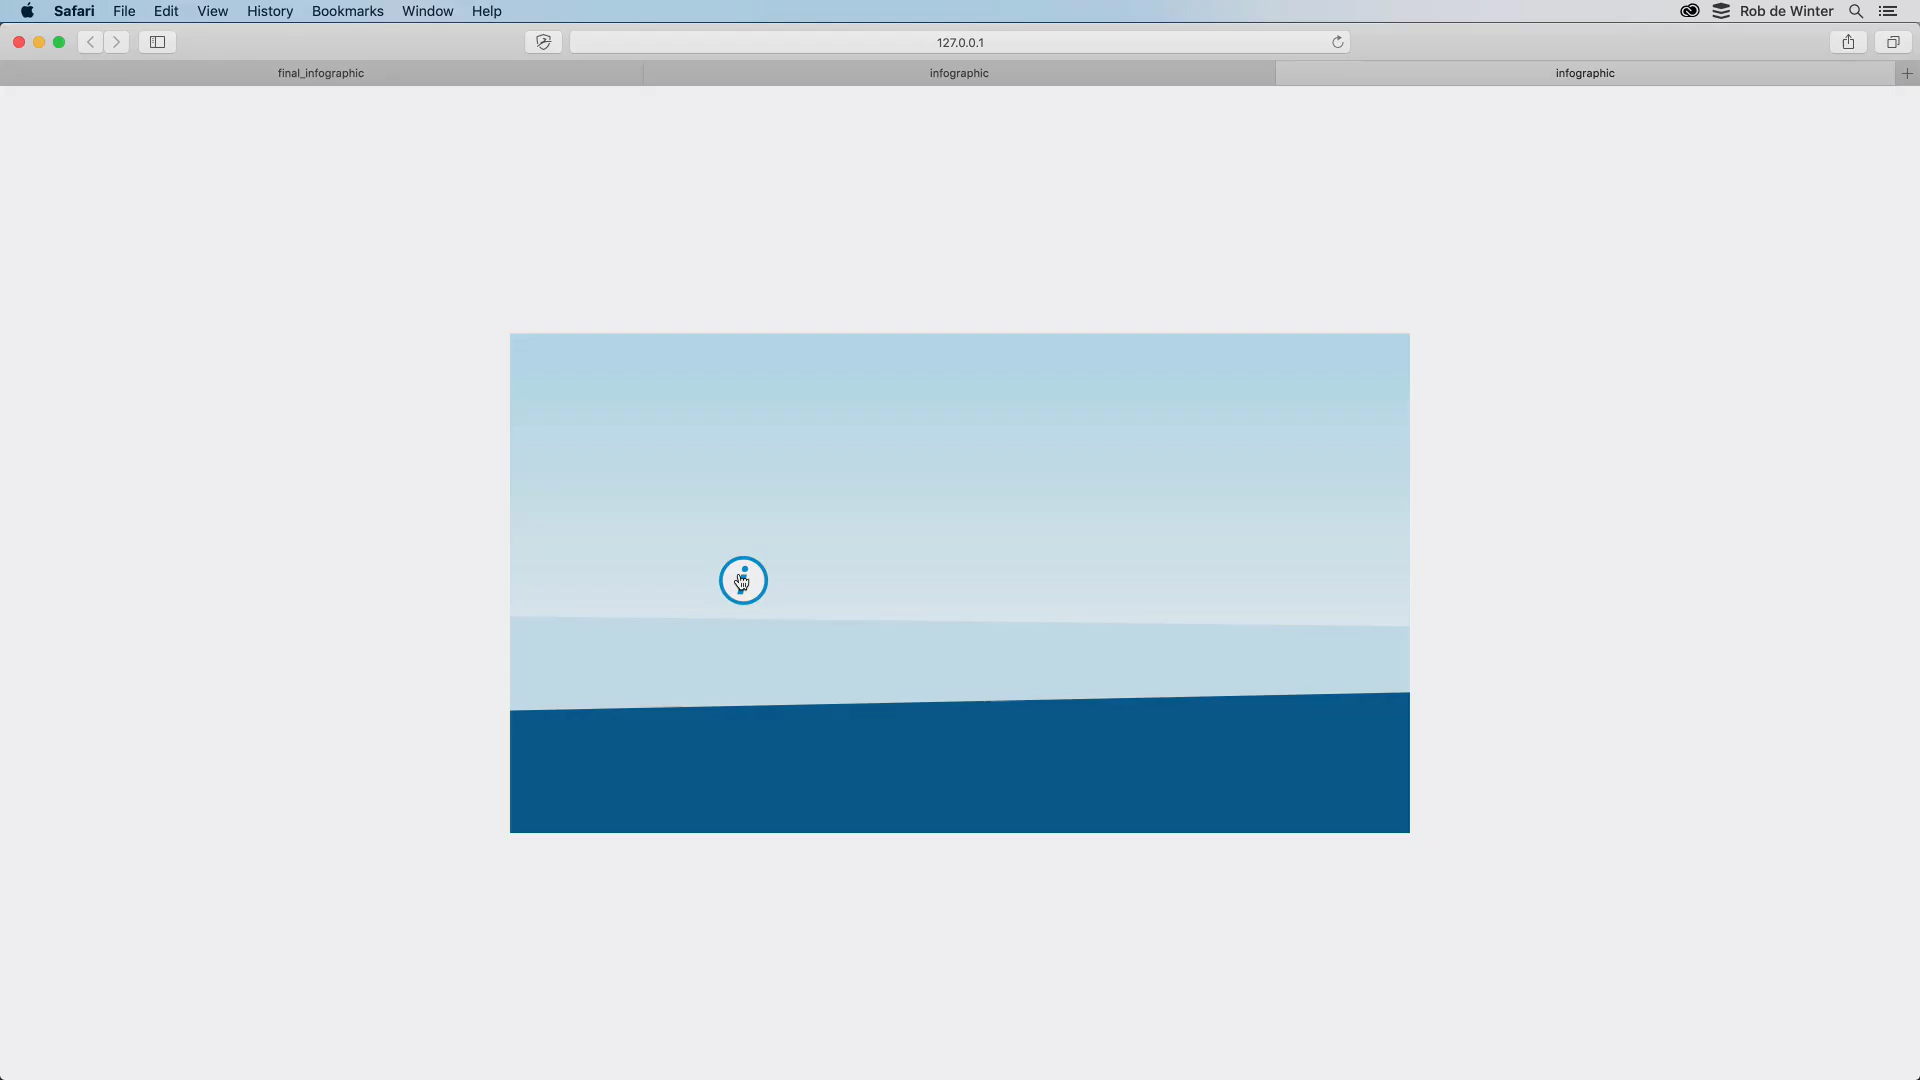 Safari File Edit View History Bookmarks Window Help Rob de Winter
127.0.0.1
final_infographic infographic infographic
i